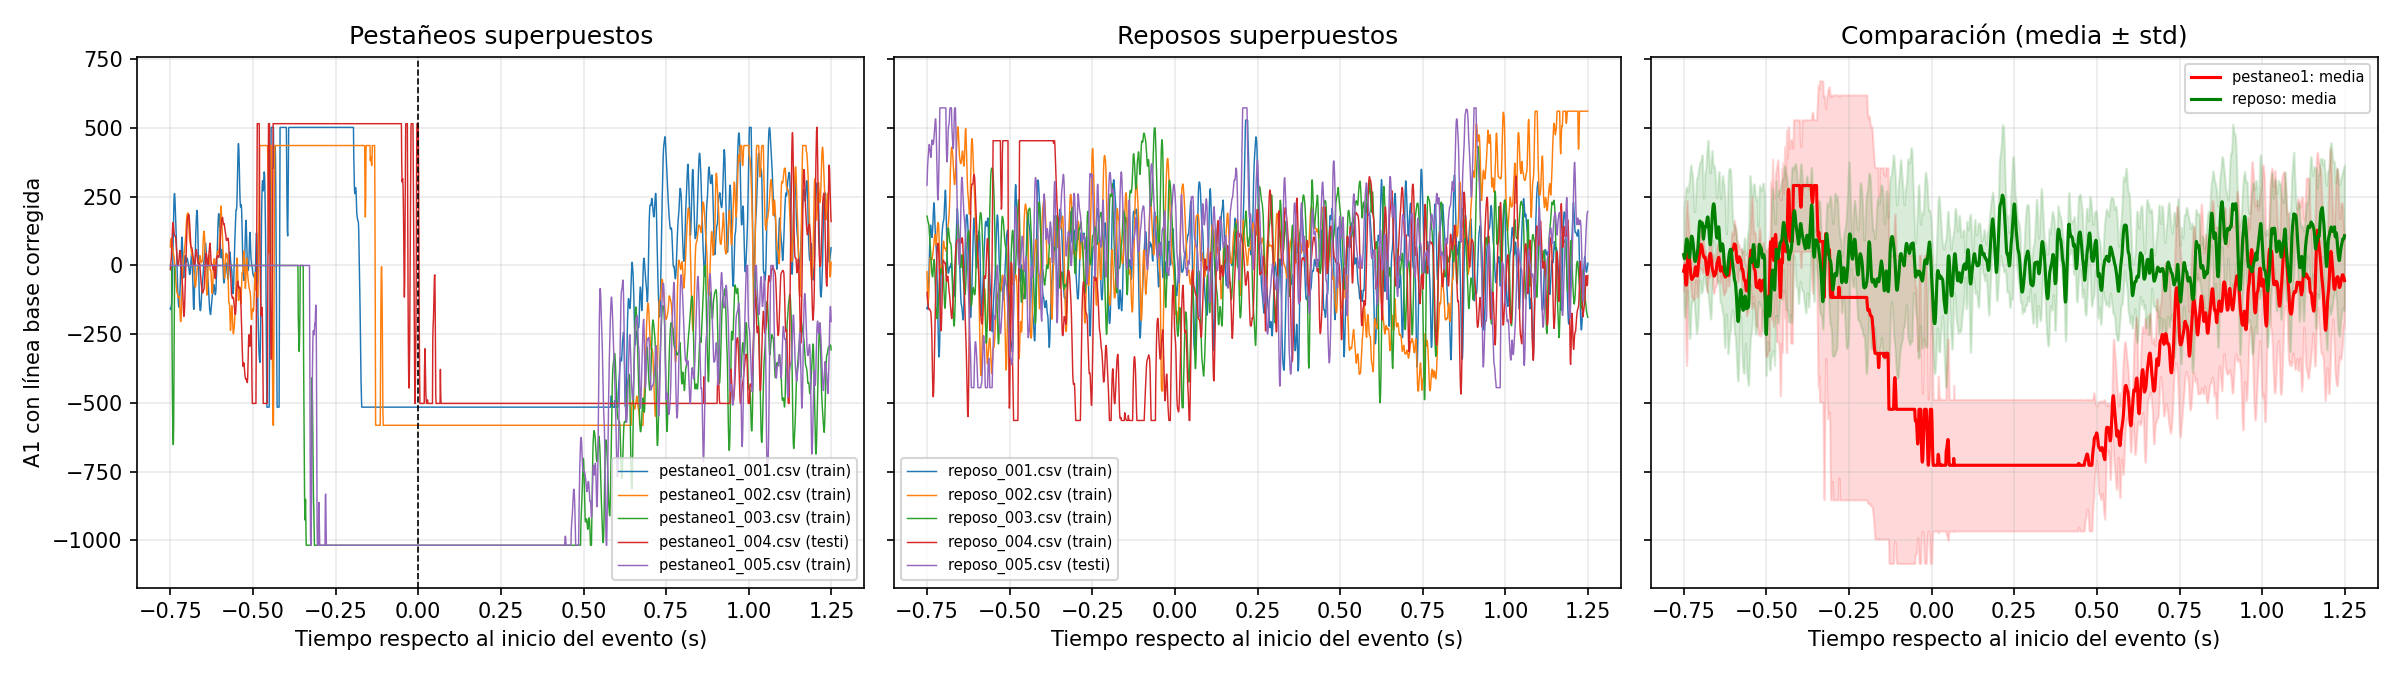 Pestañeos superpuestos
Reposos superpuestos
Comparación (media ± std)
A1 con línea base corregida
750
500
250
0
−250
−500
−750
−1000
pestaneo1_001.csv (train)
pestaneo1_002.csv (train)
pestaneo1_003.csv (train)
pestaneo1_004.csv (testi)
pestaneo1_005.csv (train)
reposo_001.csv (train)
reposo_002.csv (train)
reposo_003.csv (train)
reposo_004.csv (train)
reposo_005.csv (testi)
pestaneo1: media
reposo: media
−0.75 −0.50 −0.25 0.00 0.25 0.50 0.75 1.00 1.25
−0.75 −0.50 −0.25 0.00 0.25 0.50 0.75 1.00 1.25
−0.75 −0.50 −0.25 0.00 0.25 0.50 0.75 1.00 1.25
Tiempo respecto al inicio del evento (s)
Tiempo respecto al inicio del evento (s)
Tiempo respecto al inicio del evento (s)